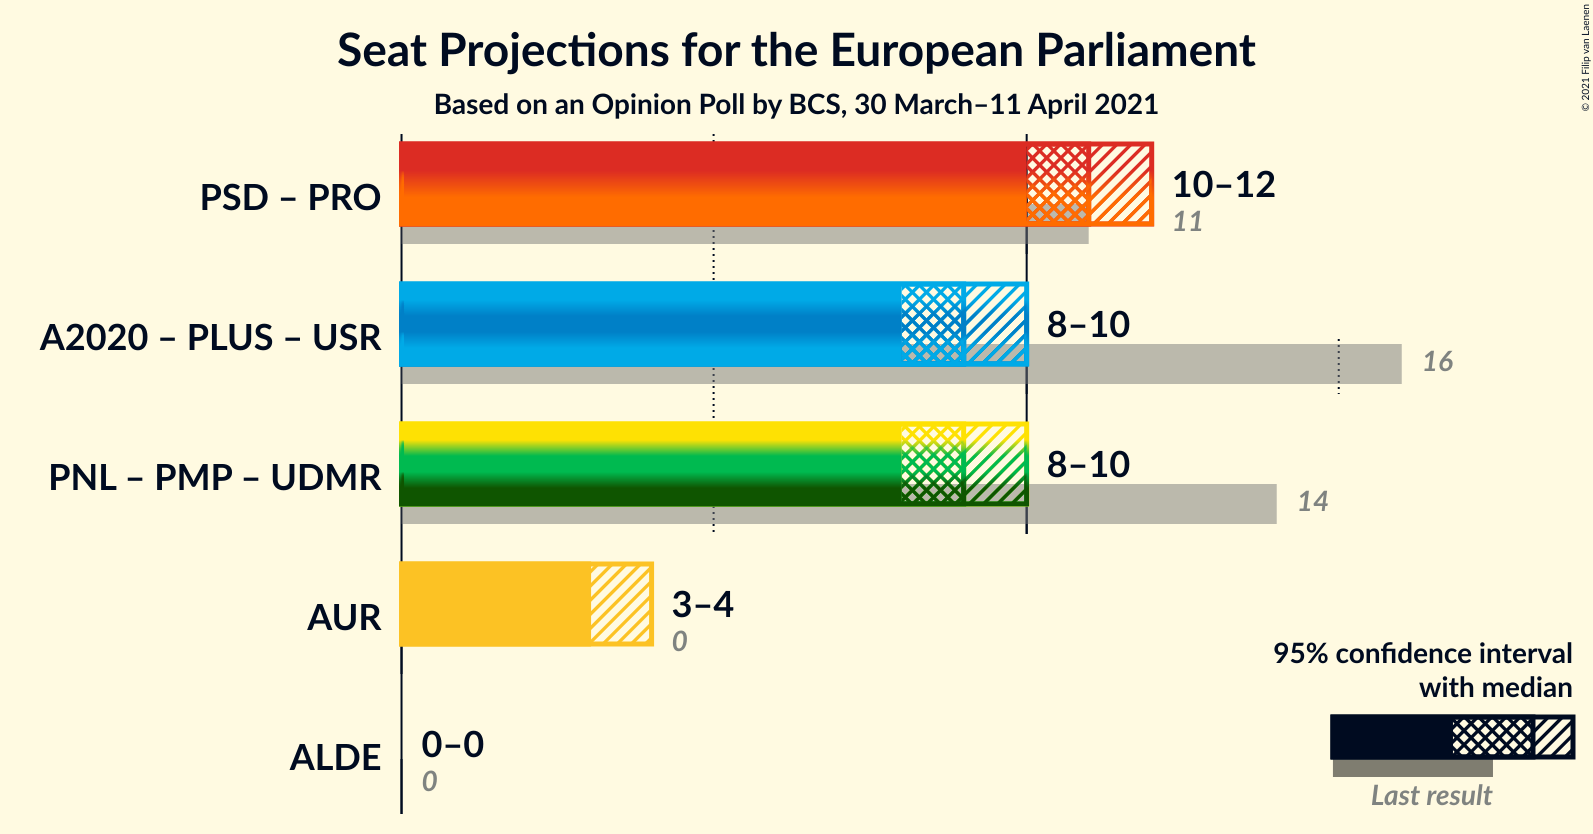 Seat Projections for the European Parliament
Based on an Opinion Poll by BCS, 30 March–11 April 2021
© 2021 Filip van Laenen
PSD – PRO
10–12
11
A2020 – PLUS – USR
8–10
16
PNL – PMP – UDMR
8–10
14
AUR
3–4
0
ALDE
0–0
0
95% confidence interval
with median
Last result